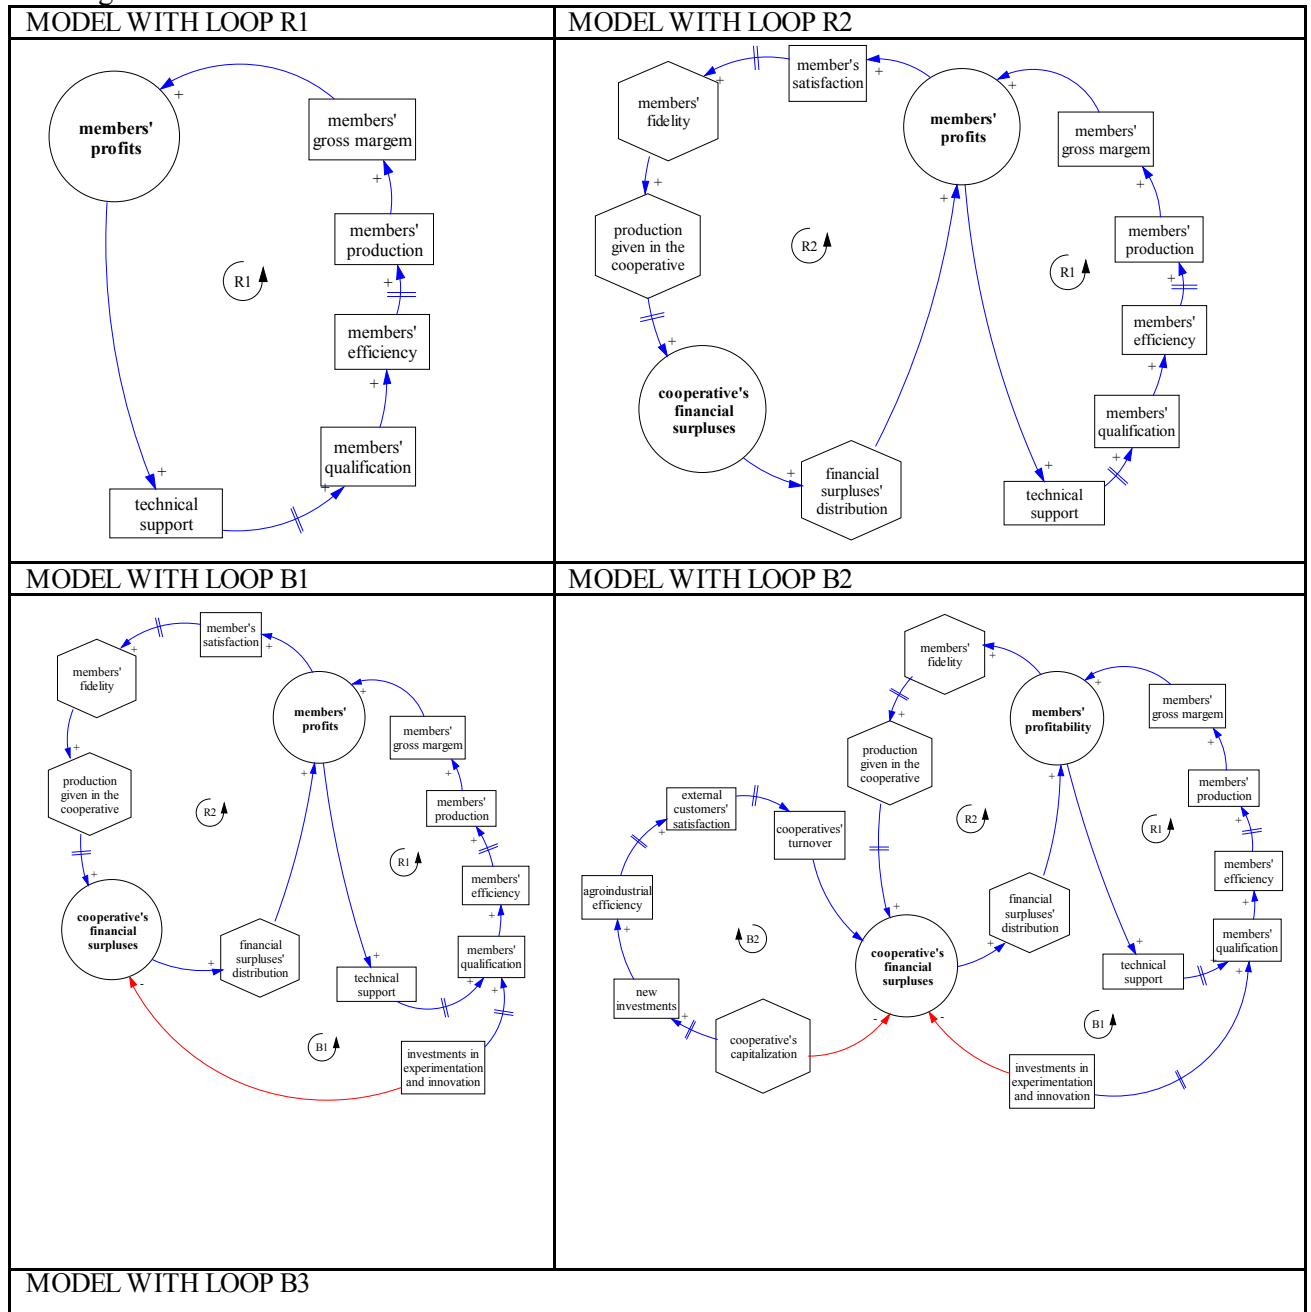 MODEL WITH LOOP R1
MODEL WITH LOOP R2
members'
profits
+
members'
gross margem
+
members'
production
+
members'
efficiency
+
members'
qualification
+
technical
support
+
R1
member's
satisfaction
+
members'
fidelity
+
production
given in the
cooperative
+
cooperative's
financial
surpluses
+
financial
surpluses'
distribution
+
members'
profits
+
+
members'
gross margem
+
members'
production
+
members'
efficiency
+
members'
qualification
+
technical
support
+
R2
R1
MODEL WITH LOOP B1
MODEL WITH LOOP B2
member's
satisfaction
+
members'
fidelity
+
production
given in the
cooperative
+
cooperative's
financial
surpluses
+
-
financial
surpluses'
distribution
+
members'
profits
+
+
members'
gross margem
+
members'
production
+
members'
efficiency
+
members'
qualification
+
+
technical
support
+
investments in
experimentation
and innovation
R2
R1
B1
members'
fidelity
+
production
given in the
cooperative
+
external
customers'
satisfaction
+
cooperatives'
turnover
agroindustrial
efficiency
+
new
investments
+
cooperative's
capitalization
cooperative's
financial
surpluses
+
-
-
financial
surpluses'
distribution
+
members'
profitability
+
+
members'
gross margem
+
members'
production
+
members'
efficiency
+
members'
qualification
+
+
technical
support
+
investments in
experimentation
and innovation
R2
R1
B2
B1
MODEL WITH LOOP B3